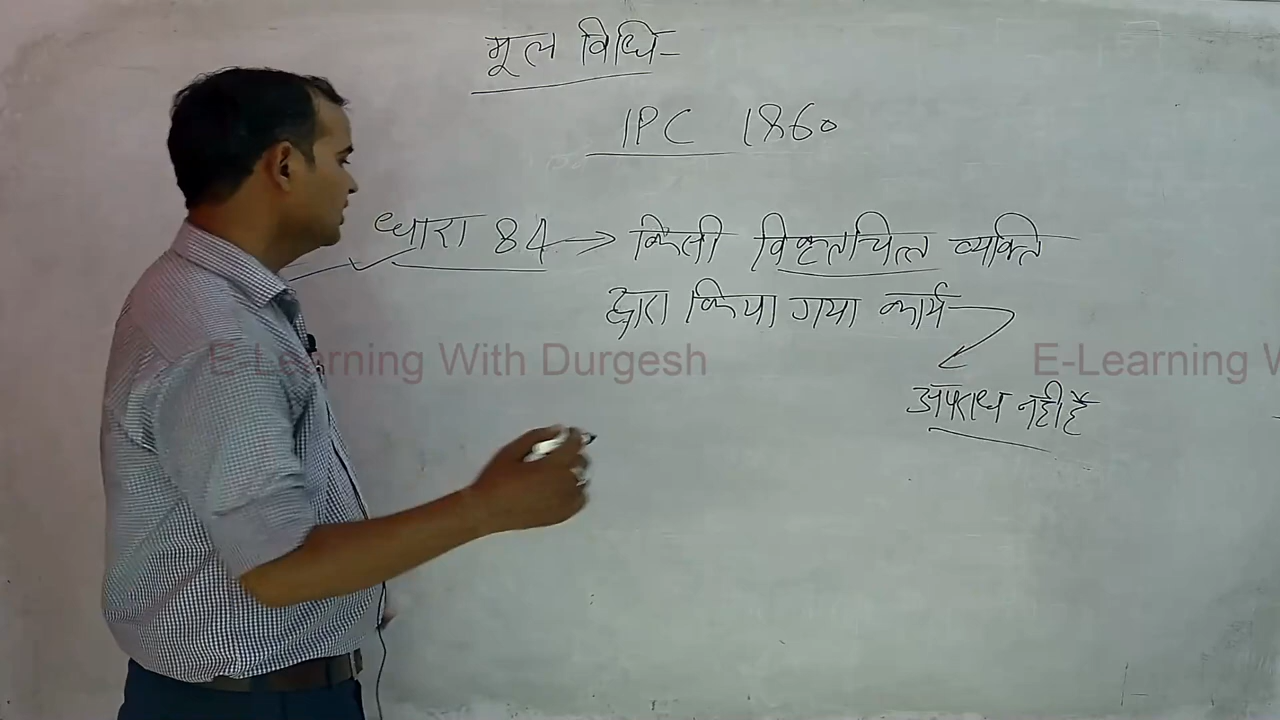 मूल विधि-
IPC 1860
धारा 84 → किसी विकृतचित्त व्यक्ति
द्वारा किया गया कार्य
अपराध नहीं है
E-Learning With Durgesh
E-Learning W